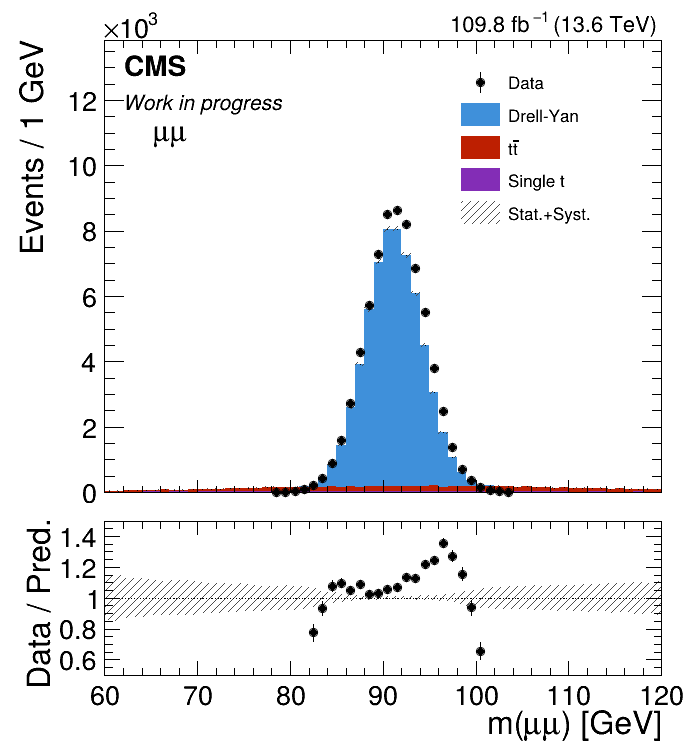 ×10³
109.8 fb⁻¹ (13.6 TeV)
CMS
Work in progress
μμ
Data
Drell-Yan
tt̄
Single t
Stat.+Syst.
Events / 1 GeV
12
10
8
6
4
2
0
Data / Pred.
1.4
1.2
1
0.8
0.6
60 70 80 90 100 110 120
m(μμ) [GeV]